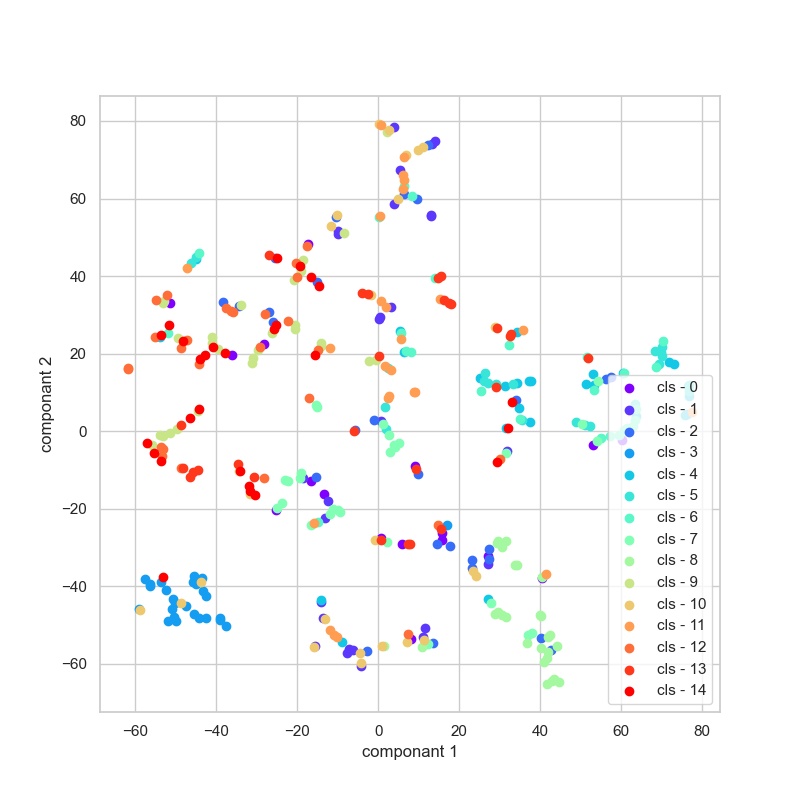 80
60
40
20
0
−20
−40
−60
componant 2
−60
−40
−20
0
20
40
60
80
componant 1
cls - 0
cls - 1
cls - 2
cls - 3
cls - 4
cls - 5
cls - 6
cls - 7
cls - 8
cls - 9
cls - 10
cls - 11
cls - 12
cls - 13
cls - 14